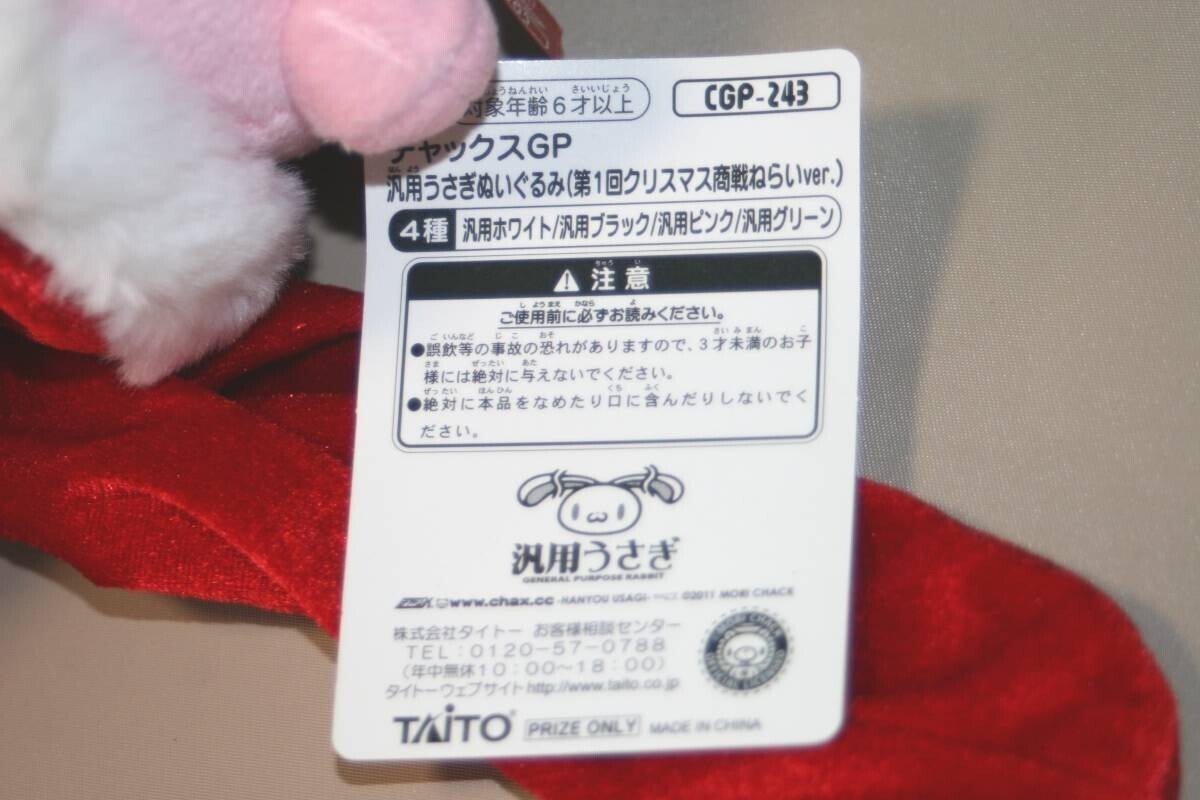 対象年齢6才以上
CGP-243
チャックスGP
汎用うさぎぬいぐるみ(第1回クリスマス商戦ねらいver.)
4種 汎用ホワイト/汎用ブラック/汎用ピンク/汎用グリーン
注意
ご使用前に必ずお読みください。
●誤飲等の事故の恐れがありますので、3才未満のお子
様には絶対に与えないでください。
●絶対に本品をなめたり口に含んだりしないでく
ださい。
汎用うさぎ
GENERAL PURPOSE RABBIT
www.chax.cc -HANYOU USAGI- ©2011 MORI CHACK
株式会社タイトー お客様相談センター
TEL:0120-57-0788
(年中無休10:00〜18:00)
タイトーウェブサイト http://www.taito.co.jp
TAITO PRIZE ONLY MADE IN CHINA